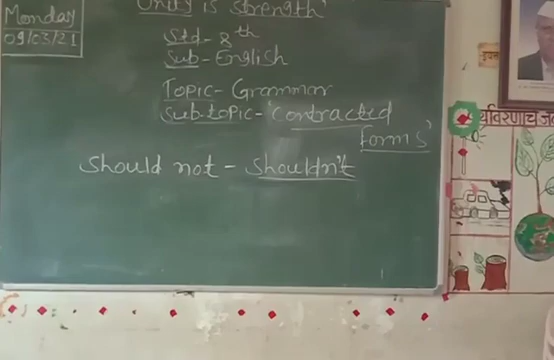 Monday
09/03/21
'Unity is strength'
Std - 8th
Sub - English
Topic - Grammar
Sub-topic - 'Contracted
forms'
Should not - shouldn't